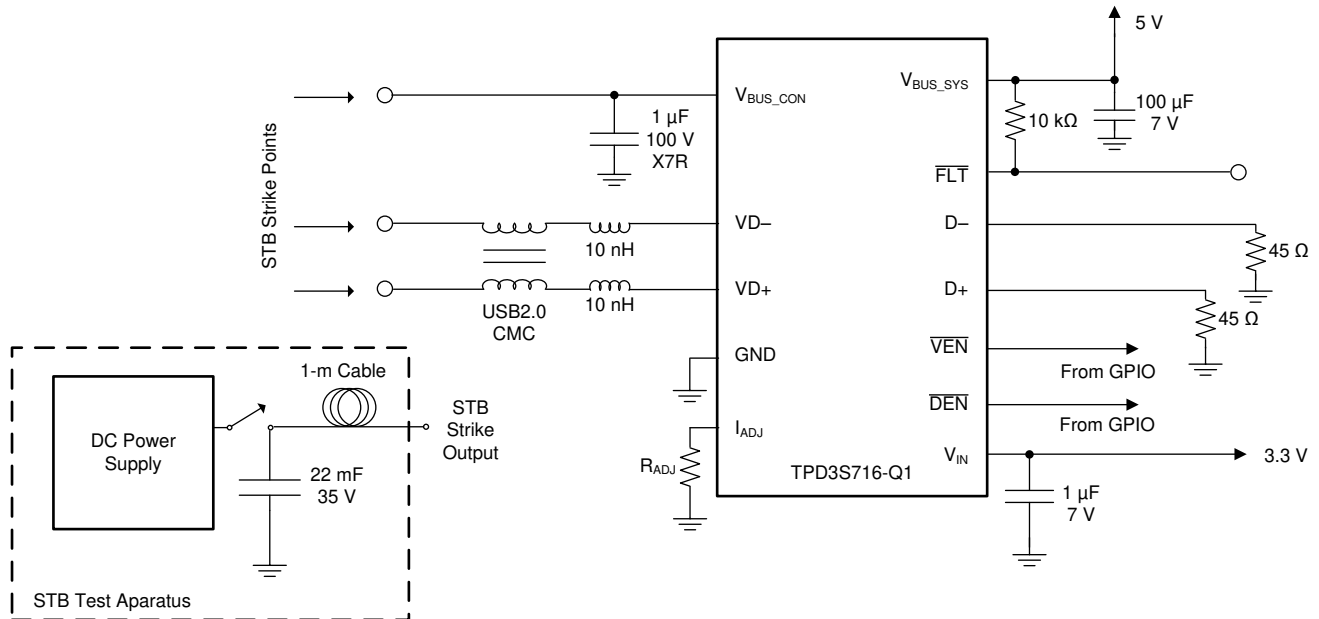 5 V
V_BUS_CON
V_BUS_SYS
1 µF
100 V
X7R
10 kΩ
100 µF
7 V
STB Strike Points
FLT
VD–
D–
10 nH
45 Ω
VD+
D+
10 nH
USB2.0
CMC
45 Ω
GND
VEN
From GPIO
DEN
From GPIO
I_ADJ
R_ADJ
V_IN
3.3 V
TPD3S716-Q1
1 µF
7 V
1-m Cable
DC Power
Supply
STB
Strike
Output
22 mF
35 V
STB Test Aparatus